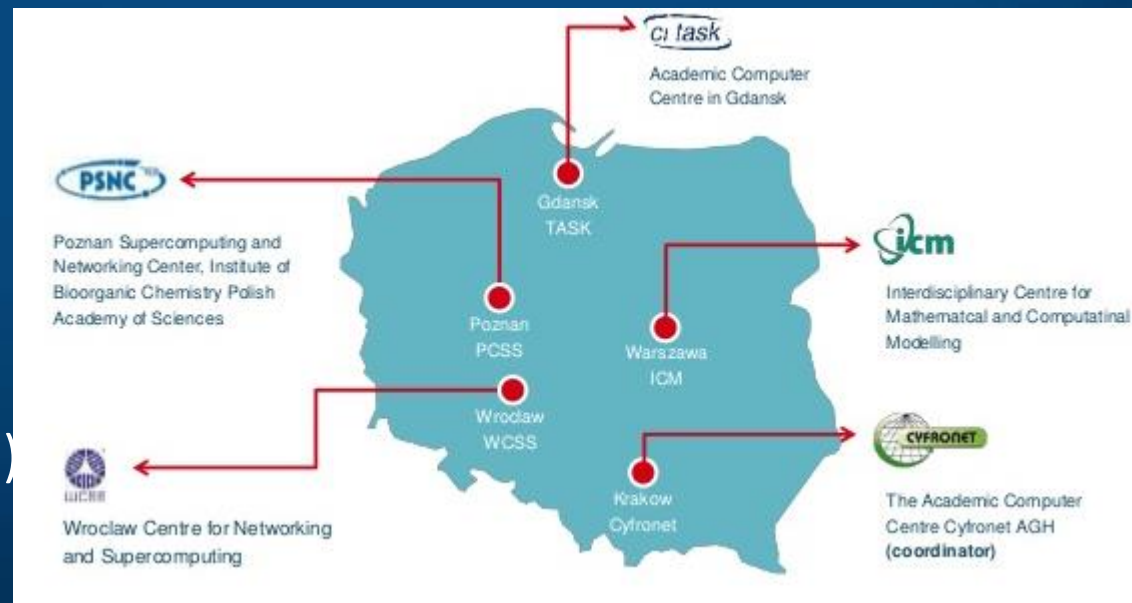 ci task
Academic Computer
Centre in Gdansk
PSNC
Poznan Supercomputing and
Networking Center, Institute of
Bioorganic Chemistry Polish
Academy of Sciences
Gdansk
TASK
icm
Interdisciplinary Centre for
Mathematcal and Computatinal
Modelling
Poznan
PCSS
Warszawa
ICM
Wroclaw
WCSS
)
WCSS
Wroclaw Centre for Networking
and Supercomputing
Krakow
Cyfronet
CYFRONET
The Academic Computer
Centre Cyfronet AGH
(coordinator)